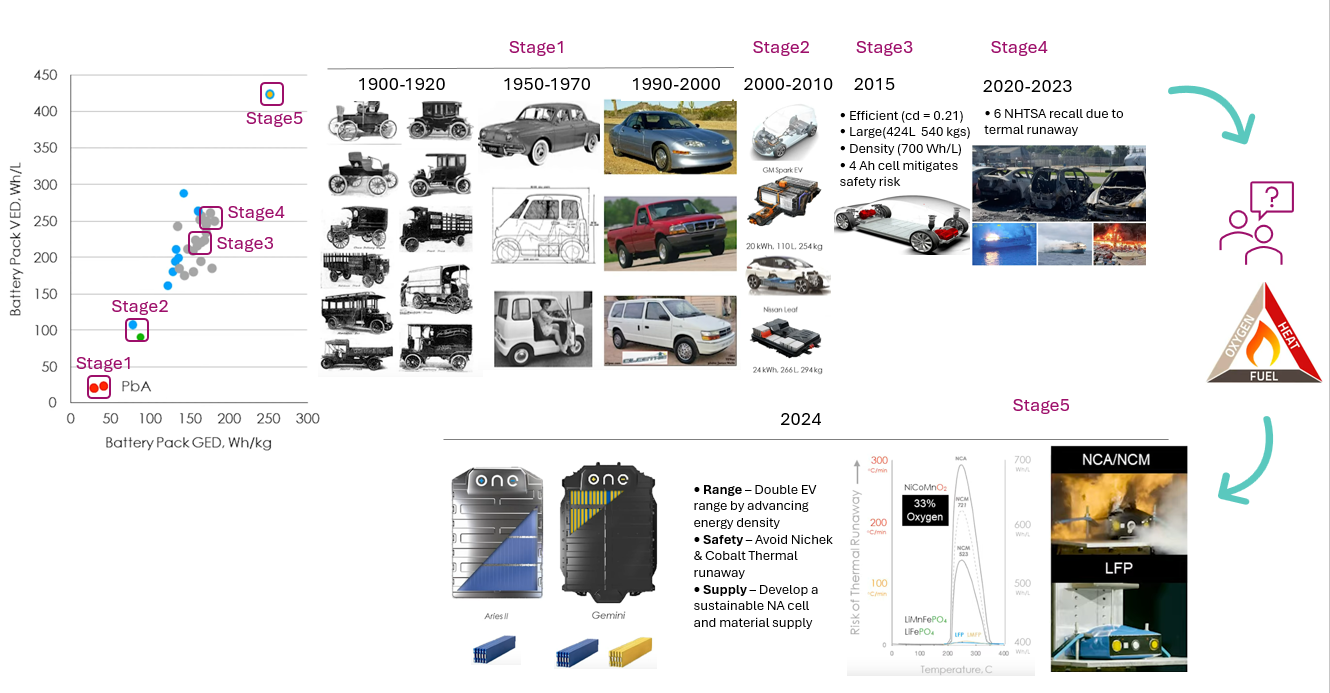 Stage1
Stage2
Stage3
Stage4
1900-1920
1950-1970
1990-2000
2000-2010
2015
2020-2023
450
400
350
300
250
200
150
100
50
0
Battery Pack VED, Wh/L
Stage5
Stage4
Stage3
Stage2
Stage1
PbA
0
50
100
150
200
250
300
Battery Pack GED, Wh/kg
GM Spark EV
20 kWh, 110 L, 254 kg
Nissan Leaf
24 kWh, 266 L, 294 kg
• Efficient (cd = 0.21)
• Large(424L 540 kgs)
• Density (700 Wh/L)
• 4 Ah cell mitigates
safety risk
• 6 NHTSA recall due to
termal runaway
?
OXYGEN
HEAT
FUEL
Stage5
2024
one
Aries II
one
Gemini
• Range – Double EV
range by advancing
energy density
• Safety – Avoid Nichek
& Cobalt Thermal
runaway
• Supply – Develop a
sustainable NA cell
and material supply
Risk of Thermal Runaway
300
°C/min
200
°C/min
100
°C/min
0
NiCoMnO₂
33%
Oxygen
NCA
NCM
721
NCM
523
LiMnFePO₄
LiFePO₄
LFP
LMFP
700
Wh/L
600
Wh/L
500
Wh/L
400
Wh/L
0
100
200
300
400
Temperature, C
NCA/NCM
LFP